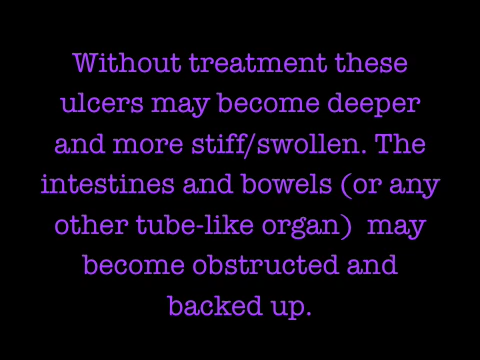 Without treatment these
ulcers may become deeper
and more stiff/swollen. The
intestines and bowels (or any
other tube-like organ)  may
become obstructed and
backed up.